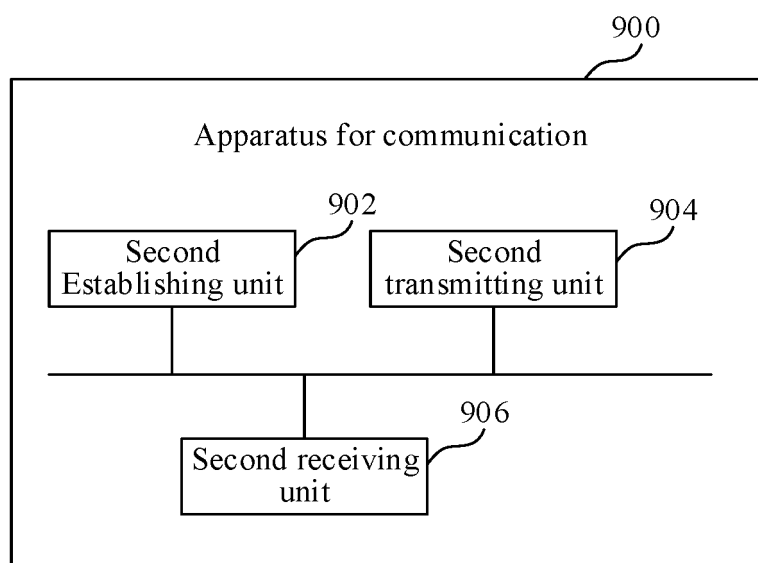 900
Apparatus for communication
902
904
Second
Establishing unit
Second
transmitting unit
906
Second receiving
unit